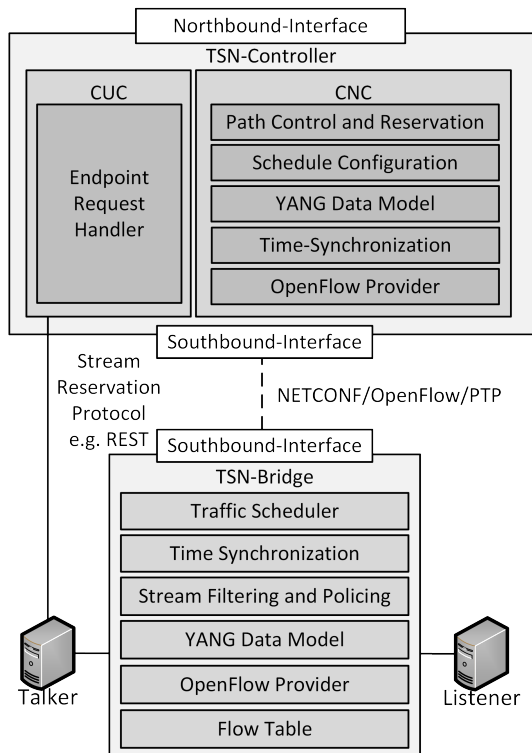 Northbound-Interface
TSN-Controller
CUC
Endpoint
Request
Handler
CNC
Path Control and Reservation
Schedule Configuration
YANG Data Model
Time-Synchronization
OpenFlow Provider
Southbound-Interface
Stream
Reservation
Protocol
e.g. REST
NETCONF/OpenFlow/PTP
Southbound-Interface
TSN-Bridge
Traffic Scheduler
Time Synchronization
Stream Filtering and Policing
YANG Data Model
OpenFlow Provider
Flow Table
Talker
Listener